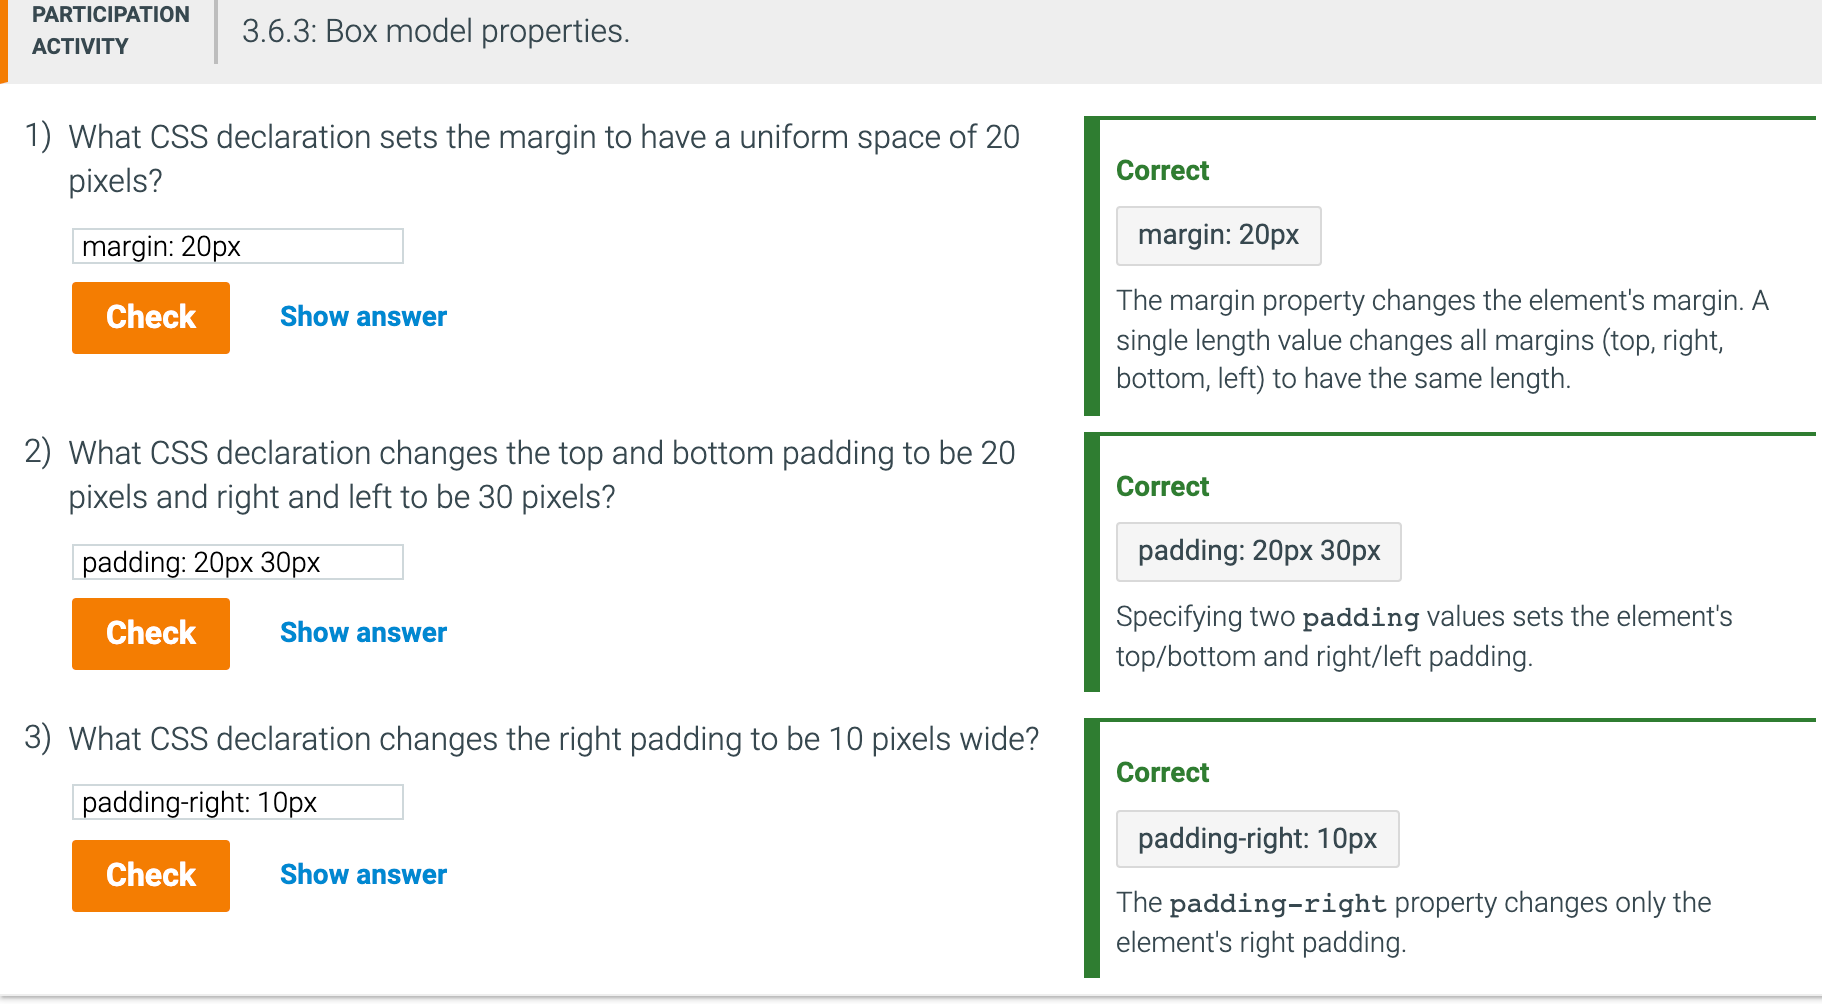 PARTICIPATION
ACTIVITY
3.6.3: Box model properties.
1) What CSS declaration sets the margin to have a uniform space of 20
pixels?
margin: 20px
Check
Show answer
Correct
margin: 20px
The margin property changes the element's margin. A
single length value changes all margins (top, right,
bottom, left) to have the same length.
2) What CSS declaration changes the top and bottom padding to be 20
pixels and right and left to be 30 pixels?
padding: 20px 30px
Check
Show answer
Correct
padding: 20px 30px
Specifying two padding values sets the element's
top/bottom and right/left padding.
3) What CSS declaration changes the right padding to be 10 pixels wide?
padding-right: 10px
Check
Show answer
Correct
padding-right: 10px
The padding-right property changes only the
element's right padding.